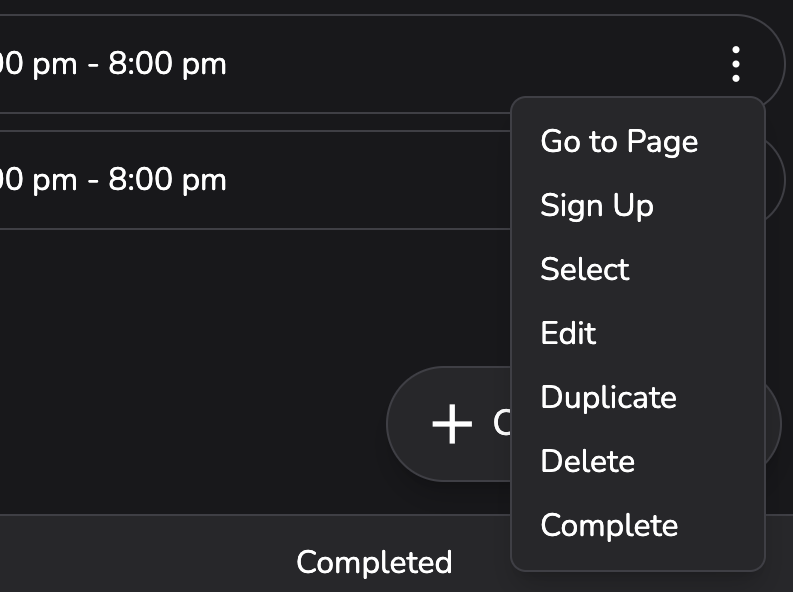 00 pm - 8:00 pm
00 pm - 8:00 pm
Go to Page
Sign Up
Select
Edit
Duplicate
Delete
Complete
Completed